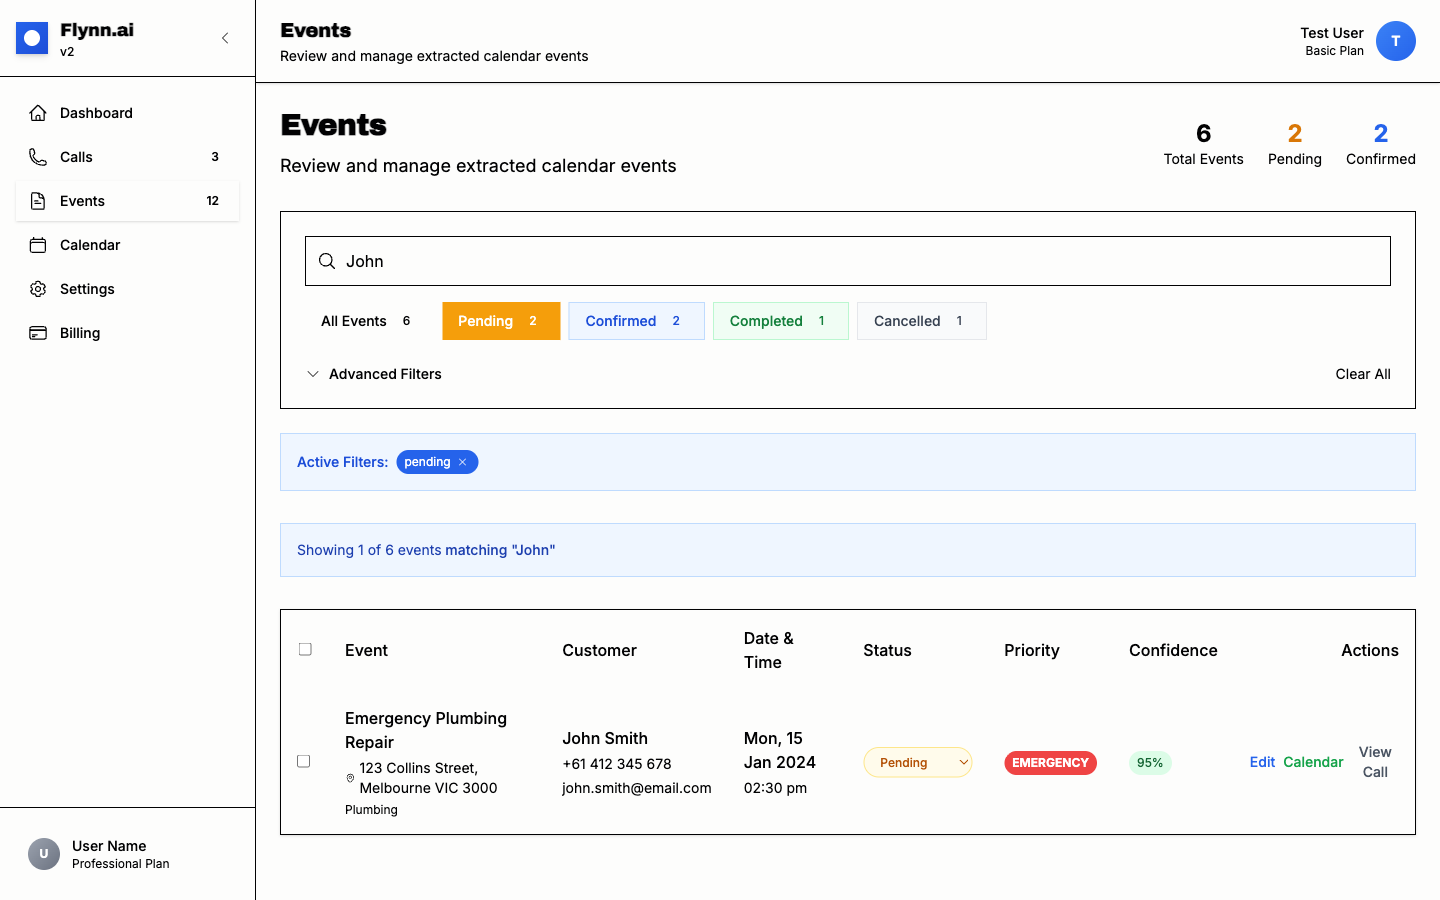 Flynn.ai
v2
Dashboard
Calls 3
Events 12
Calendar
Settings
Billing
U
User Name
Professional Plan
Events
Review and manage extracted calendar events
Test User
Basic Plan
T
Events
Review and manage extracted calendar events
6
Total Events
2
Pending
2
Confirmed
John
All Events 6
Pending 2
Confirmed 2
Completed 1
Cancelled 1
Advanced Filters
Clear All
Active Filters: pending ×
Showing 1 of 6 events matching "John"
Event
Customer
Date &
Time
Status
Priority
Confidence
Actions
Emergency Plumbing
Repair
123 Collins Street,
Melbourne VIC 3000
Plumbing
John Smith
+61 412 345 678
john.smith@email.com
Mon, 15
Jan 2024
02:30 pm
Pending
EMERGENCY
95%
Edit
Calendar
View
Call